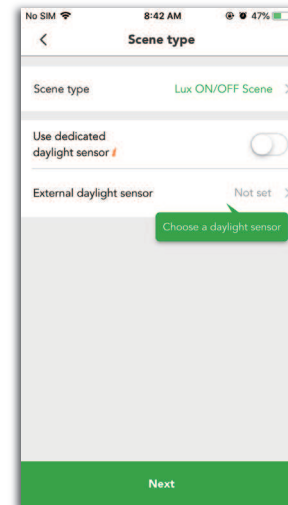 No SIM 8:42 AM 47%
Scene type
Scene type Lux ON/OFF Scene
Use dedicated
daylight sensor i
External daylight sensor Not set
Choose a daylight sensor
Next